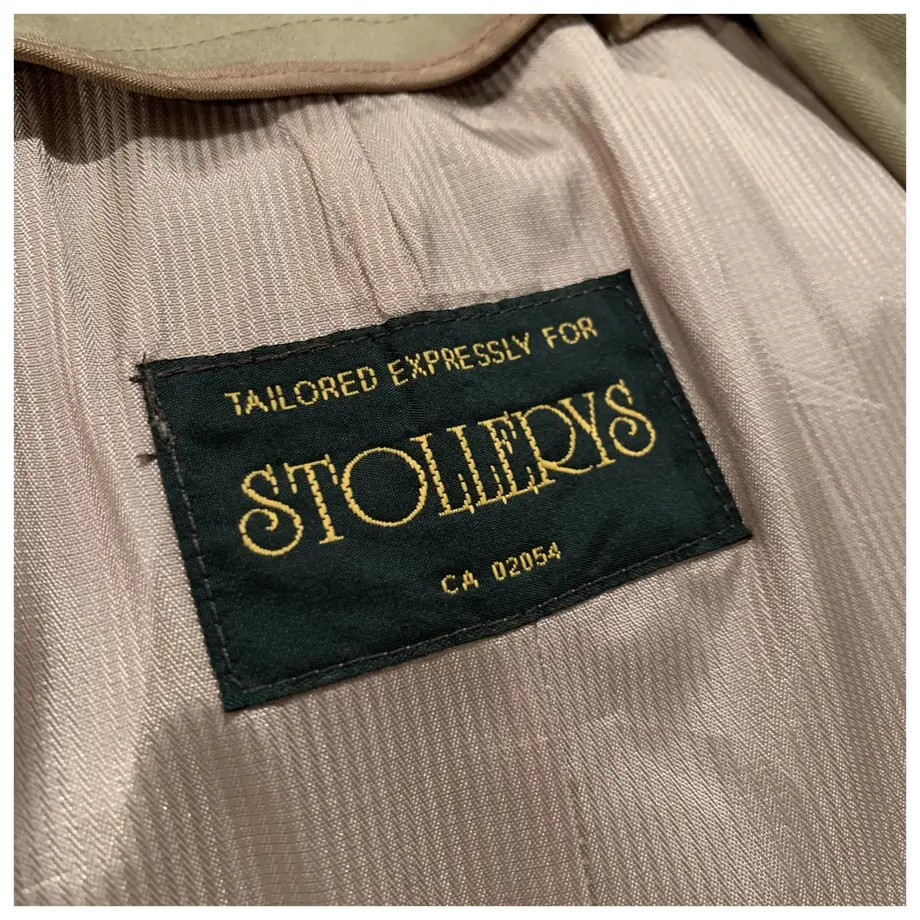 TAILORED EXPRESSLY FOR
STOLLERYS
CA 02054